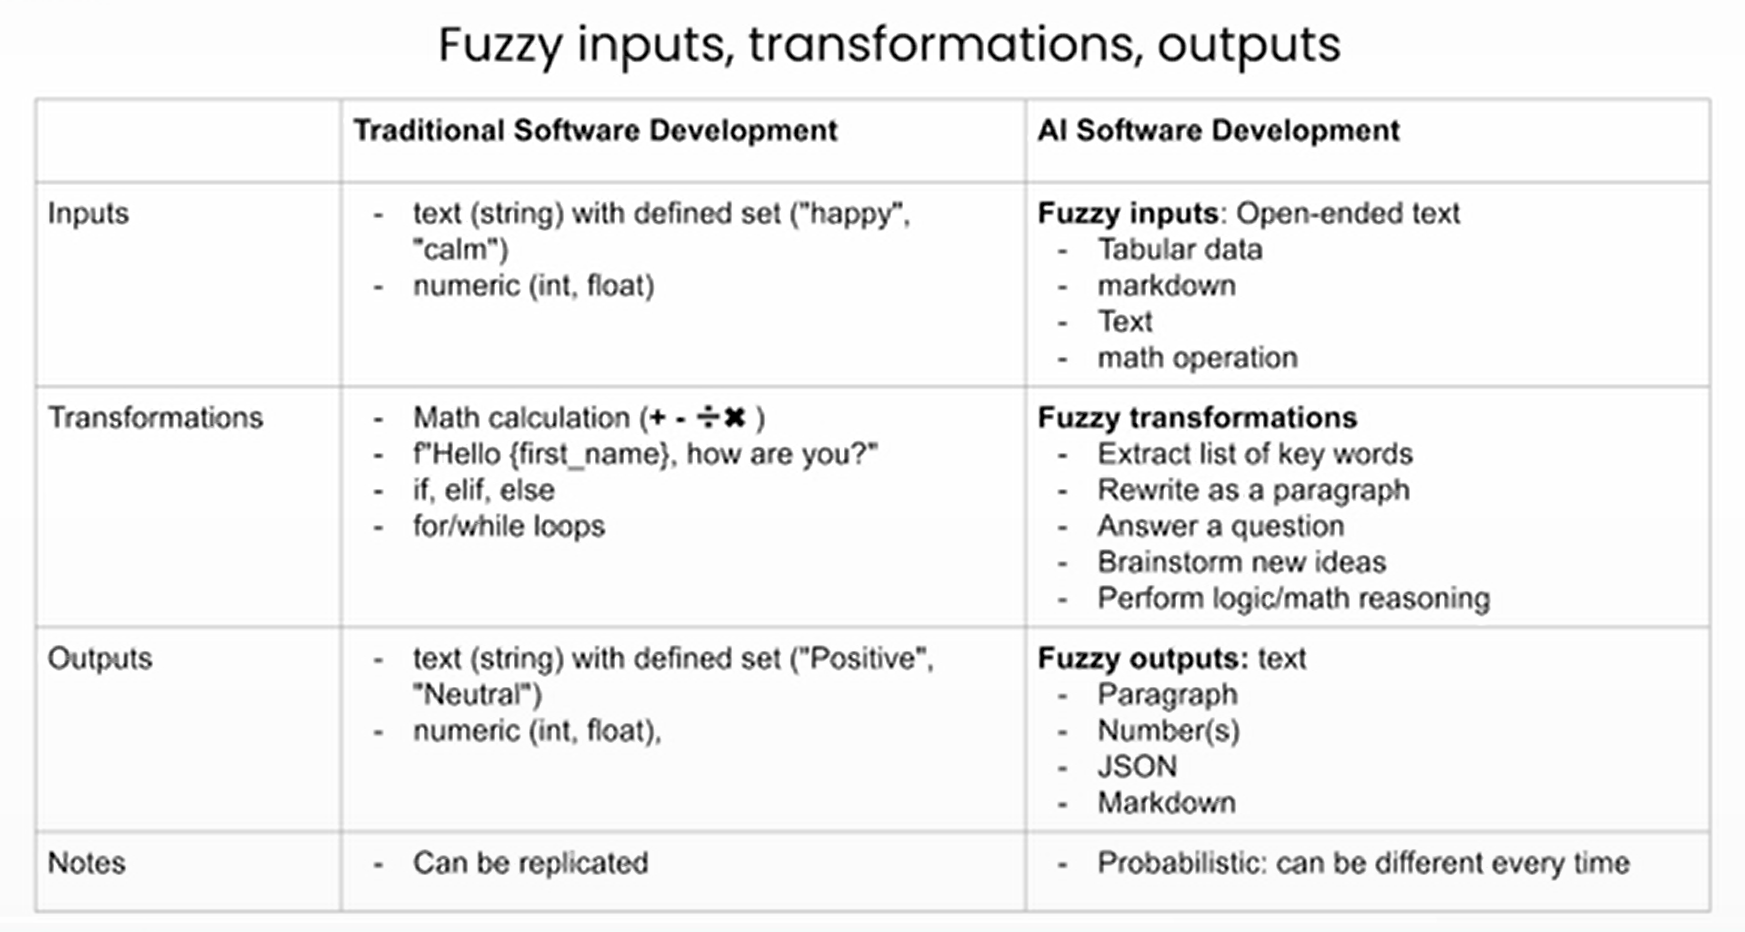 Fuzzy inputs, transformations, outputs
Traditional Software Development
AI Software Development
Inputs
- text (string) with defined set ("happy",
"calm")
- numeric (int, float)
Fuzzy inputs: Open-ended text
- Tabular data
- markdown
- Text
- math operation
Transformations
- Math calculation (+ - ÷✖ )
- f"Hello {first_name}, how are you?"
- if, elif, else
- for/while loops
Fuzzy transformations
- Extract list of key words
- Rewrite as a paragraph
- Answer a question
- Brainstorm new ideas
- Perform logic/math reasoning
Outputs
- text (string) with defined set ("Positive",
"Neutral")
- numeric (int, float),
Fuzzy outputs: text
- Paragraph
- Number(s)
- JSON
- Markdown
Notes
- Can be replicated
- Probabilistic: can be different every time